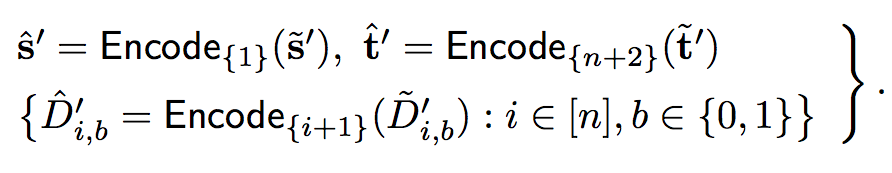 ŝ′ = Encode_{1}(s̃′), t̂′ = Encode_{n+2}(t̃′)
{D̂′_{i,b} = Encode_{i+1}(D̃′_{i,b}) : i ∈ [n], b ∈ {0, 1}} }.